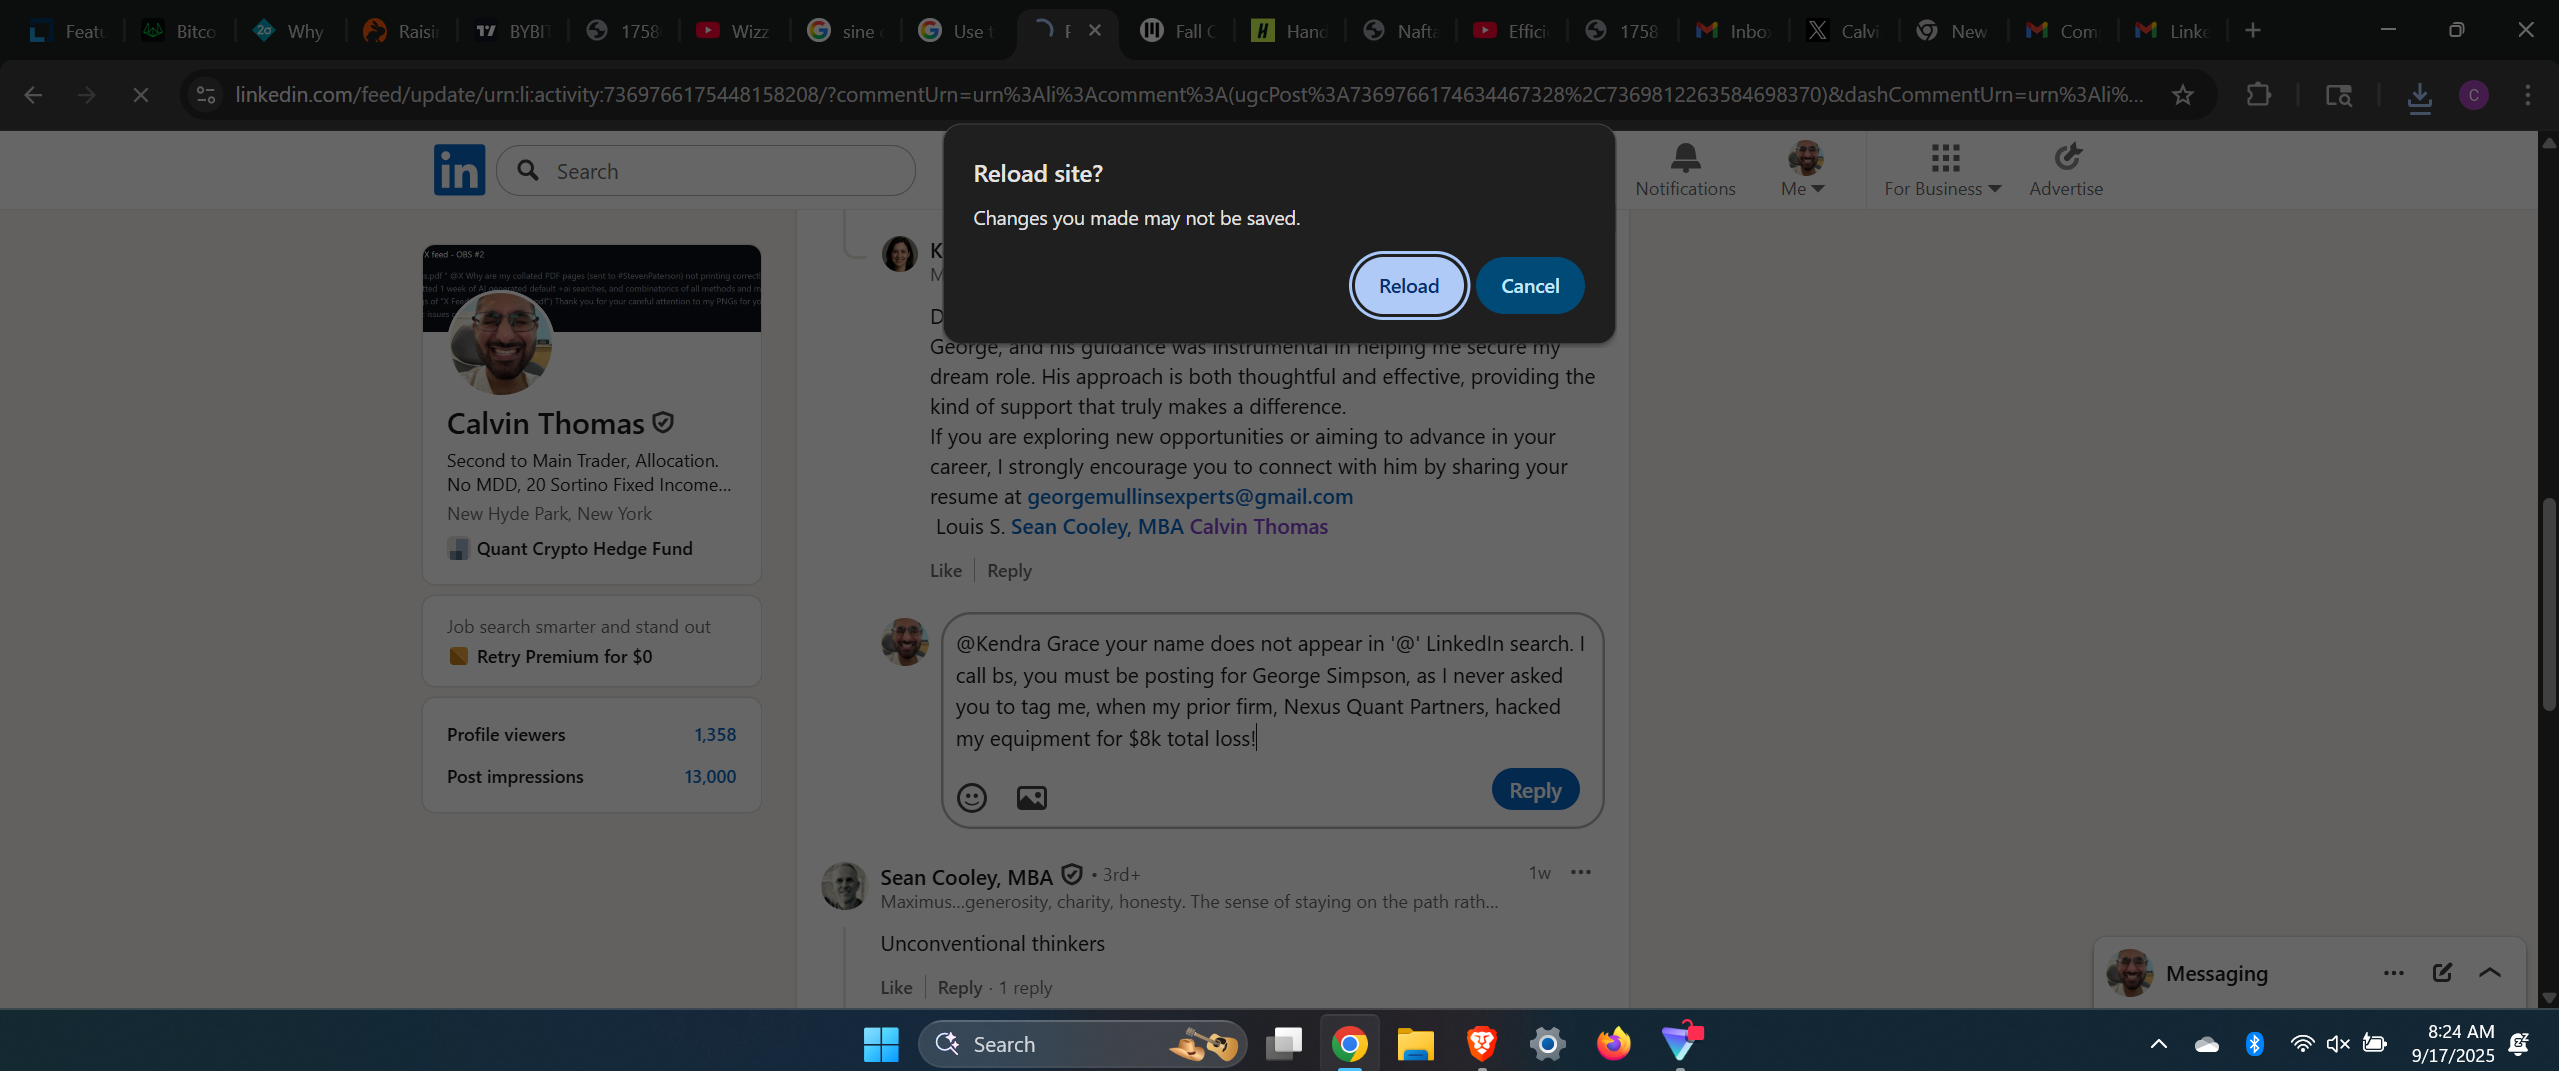 Featu
Bitco
Why
Raisin
BYBIT
1758
Wizz
sine
Use t
F
Fall C
Hand
Nafta
Effici
1758
Inbox
Calvi
New
Com
Linke
linkedin.com/feed/update/urn:li:activity:7369766175448158208/?commentUrn=urn%3Ali%3Acomment%3A(ugcPost%3A7369766174634467328%2C7369812263584698370)&dashCommentUrn=urn%3Ali%...
C
Reload site?
Changes you made may not be saved.
Reload
Cancel
in
Search
Notifications
Me
For Business
Advertise
X feed - OBS #2
Calvin Thomas
Second to Main Trader, Allocation.
No MDD, 20 Sortino Fixed Income...
New Hyde Park, New York
Quant Crypto Hedge Fund
Job search smarter and stand out
Retry Premium for $0
Profile viewers 1,358
Post impressions 13,000
K
M
D
George, and his guidance was instrumental in helping me secure my
dream role. His approach is both thoughtful and effective, providing the
kind of support that truly makes a difference.
If you are exploring new opportunities or aiming to advance in your
career, I strongly encourage you to connect with him by sharing your
resume at georgemullinsexperts@gmail.com
Louis S. Sean Cooley, MBA Calvin Thomas
Like
Reply
@Kendra Grace your name does not appear in '@' LinkedIn search. I
call bs, you must be posting for George Simpson, as I never asked
you to tag me, when my prior firm, Nexus Quant Partners, hacked
my equipment for $8k total loss!
Reply
Sean Cooley, MBA • 3rd+
1w
Maximus...generosity, charity, honesty. The sense of staying on the path rath...
Unconventional thinkers
Like
Reply · 1 reply
Messaging
Search
8:24 AM
9/17/2025